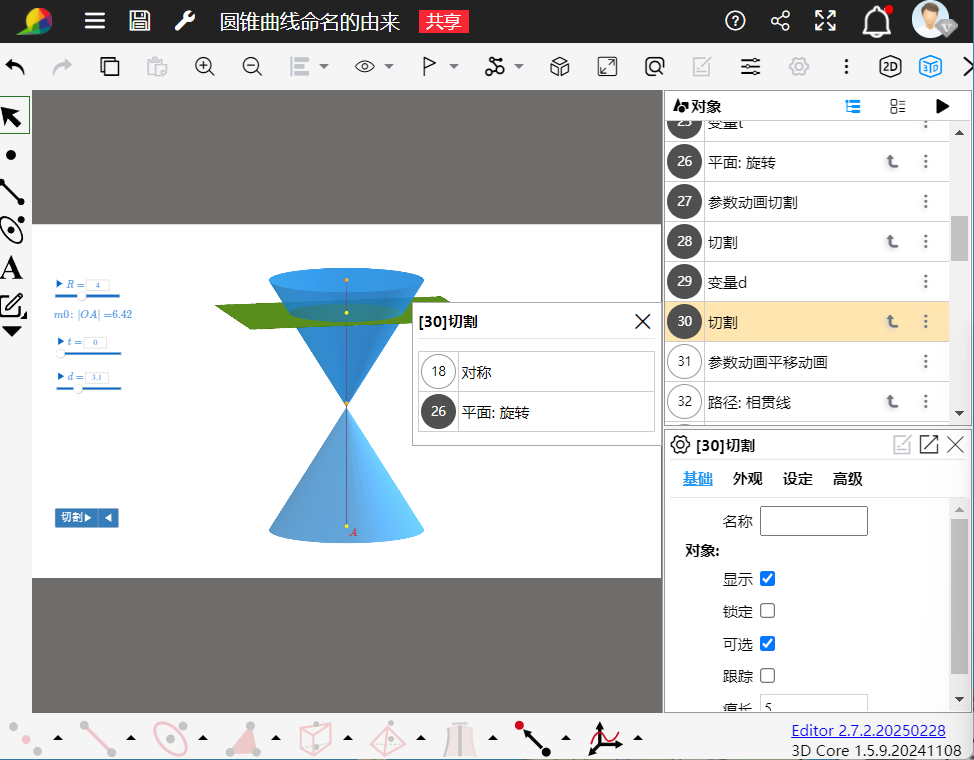 圆锥曲线命名的由来 共享
2D 3D
对象
23 变量t
26 平面: 旋转
27 参数动画切割
28 切割
29 变量d
30 切割
31 参数动画平移动画
32 路径: 相贯线
R = 4
m0: |OA| =6.42
t = 0
d = 3.1
切割
A
[30]切割
18 对称
26 平面: 旋转
[30]切割
基础 外观 设定 高级
名称
对象:
显示
锁定
可选
跟踪
5
A
Editor 2.7.2.20250228
3D Core 1.5.9.20241108